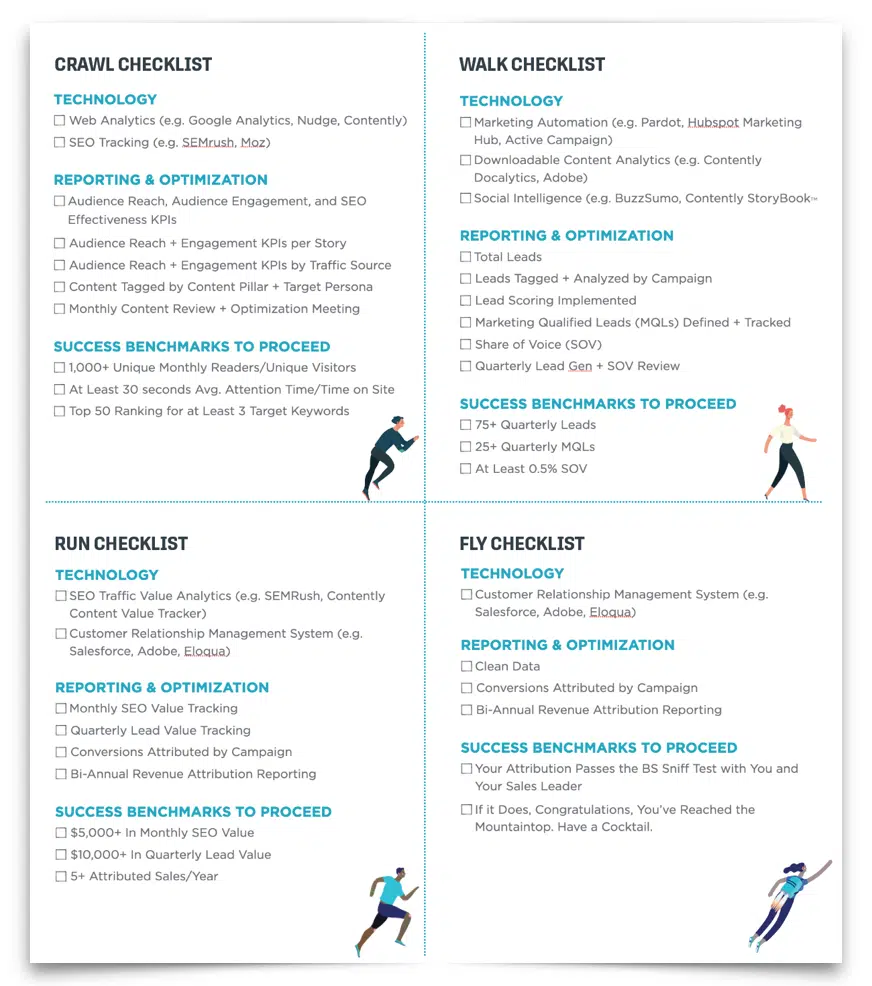 CRAWL CHECKLIST
TECHNOLOGY
Web Analytics (e.g. Google Analytics, Nudge, Contently)
SEO Tracking (e.g. SEMrush, Moz)
REPORTING & OPTIMIZATION
Audience Reach, Audience Engagement, and SEO
Effectiveness KPIs
Audience Reach + Engagement KPIs per Story
Audience Reach + Engagement KPIs by Traffic Source
Content Tagged by Content Pillar + Target Persona
Monthly Content Review + Optimization Meeting
SUCCESS BENCHMARKS TO PROCEED
1,000+ Unique Monthly Readers/Unique Visitors
At Least 30 seconds Avg. Attention Time/Time on Site
Top 50 Ranking for at Least 3 Target Keywords
WALK CHECKLIST
TECHNOLOGY
Marketing Automation (e.g. Pardot, Hubspot Marketing
Hub, Active Campaign)
Downloadable Content Analytics (e.g. Contently
Docalytics, Adobe)
Social Intelligence (e.g. BuzzSumo, Contently StoryBook™
REPORTING & OPTIMIZATION
Total Leads
Leads Tagged + Analyzed by Campaign
Lead Scoring Implemented
Marketing Qualified Leads (MQLs) Defined + Tracked
Share of Voice (SOV)
Quarterly Lead Gen + SOV Review
SUCCESS BENCHMARKS TO PROCEED
75+ Quarterly Leads
25+ Quarterly MQLs
At Least 0.5% SOV
RUN CHECKLIST
TECHNOLOGY
SEO Traffic Value Analytics (e.g. SEMRush, Contently
Content Value Tracker)
Customer Relationship Management System (e.g.
Salesforce, Adobe, Eloqua)
REPORTING & OPTIMIZATION
Monthly SEO Value Tracking
Quarterly Lead Value Tracking
Conversions Attributed by Campaign
Bi-Annual Revenue Attribution Reporting
SUCCESS BENCHMARKS TO PROCEED
$5,000+ In Monthly SEO Value
$10,000+ In Quarterly Lead Value
5+ Attributed Sales/Year
FLY CHECKLIST
TECHNOLOGY
Customer Relationship Management System (e.g.
Salesforce, Adobe, Eloqua)
REPORTING & OPTIMIZATION
Clean Data
Conversions Attributed by Campaign
Bi-Annual Revenue Attribution Reporting
SUCCESS BENCHMARKS TO PROCEED
Your Attribution Passes the BS Sniff Test with You and
Your Sales Leader
If it Does, Congratulations, You've Reached the
Mountaintop. Have a Cocktail.